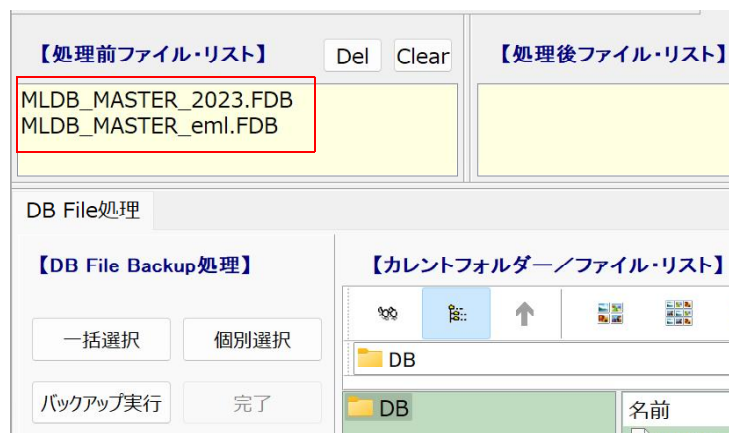 【処理前ファイル・リスト】
Del
Clear
【処理後ファイル・リスト】
MLDB_MASTER_2023.FDB
MLDB_MASTER_eml.FDB
DB File処理
【DB File Backup処理】
【カレントフォルダ―／ファイル・リスト】
一括選択
個別選択
DB
バックアップ実行
完了
DB
名前